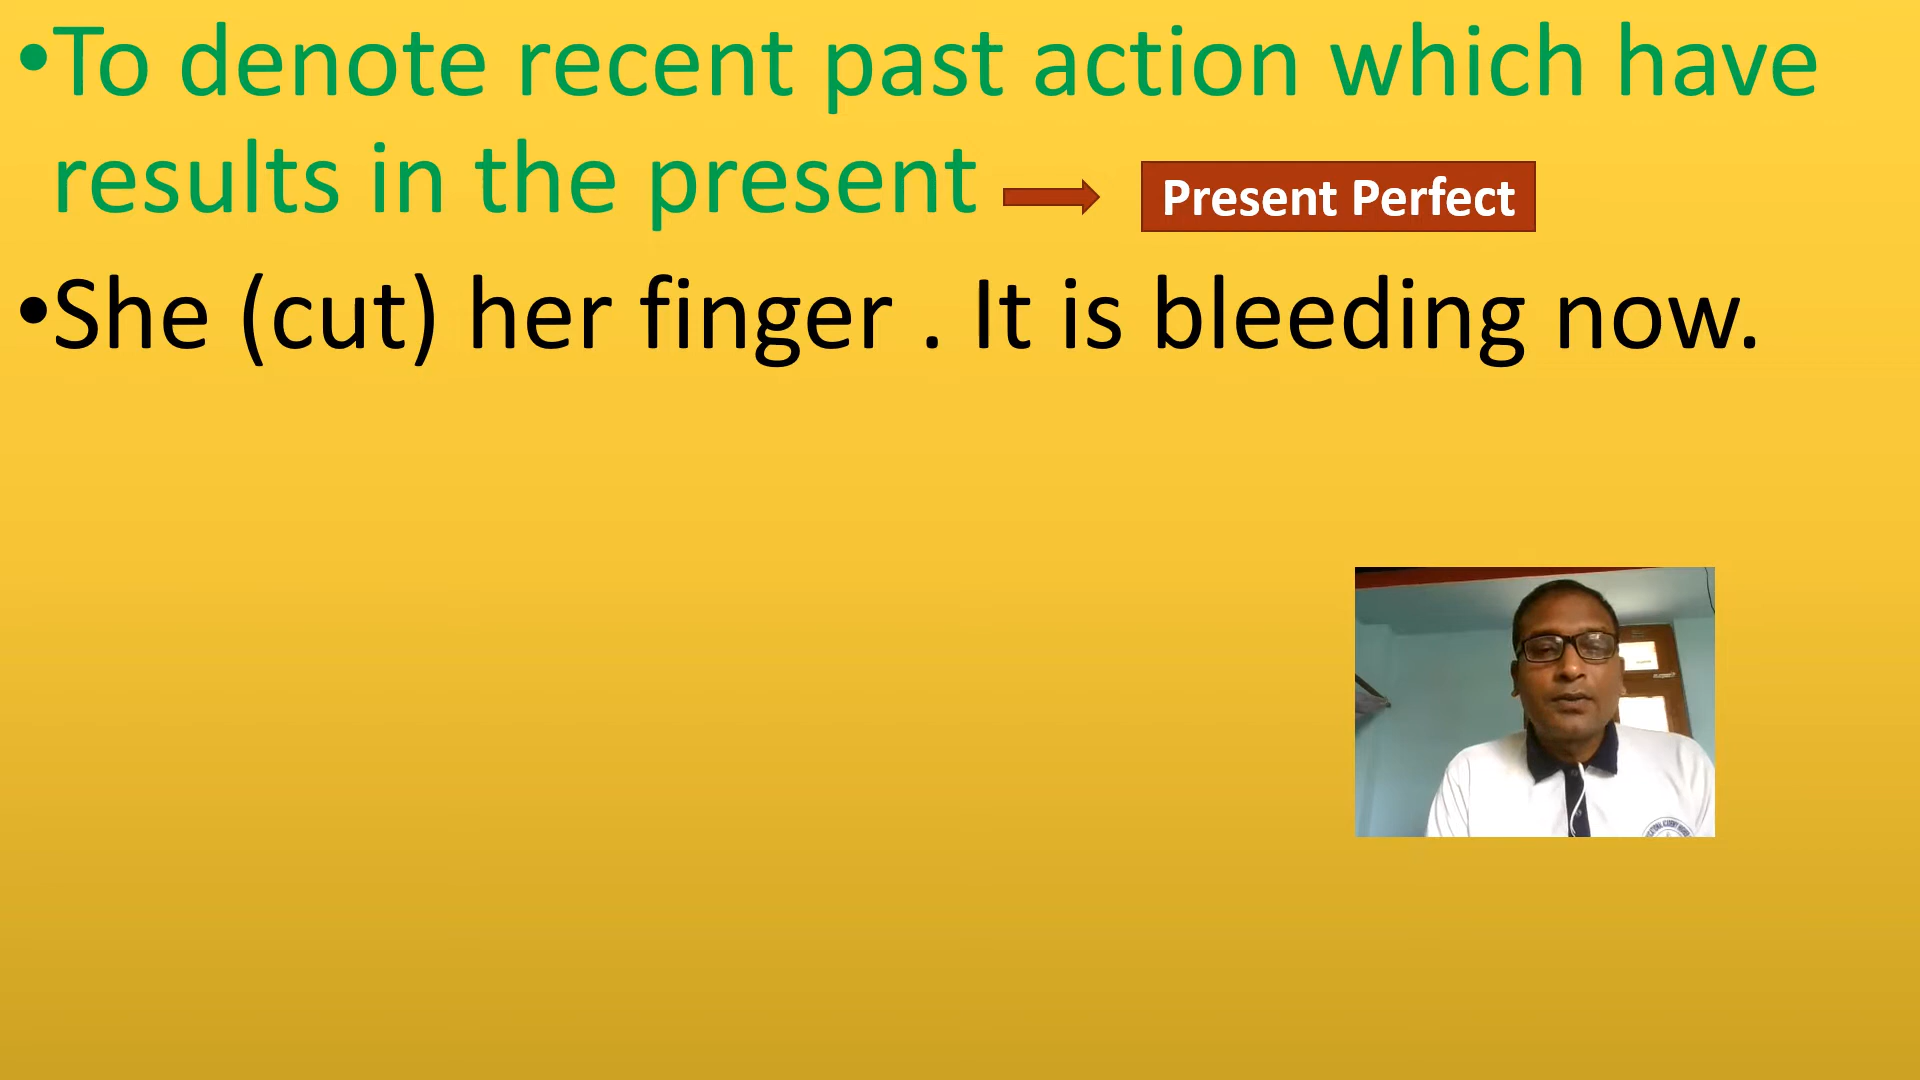 •To denote recent past action which have
results in the present
Present Perfect
•She (cut) her finger . It is bleeding now.